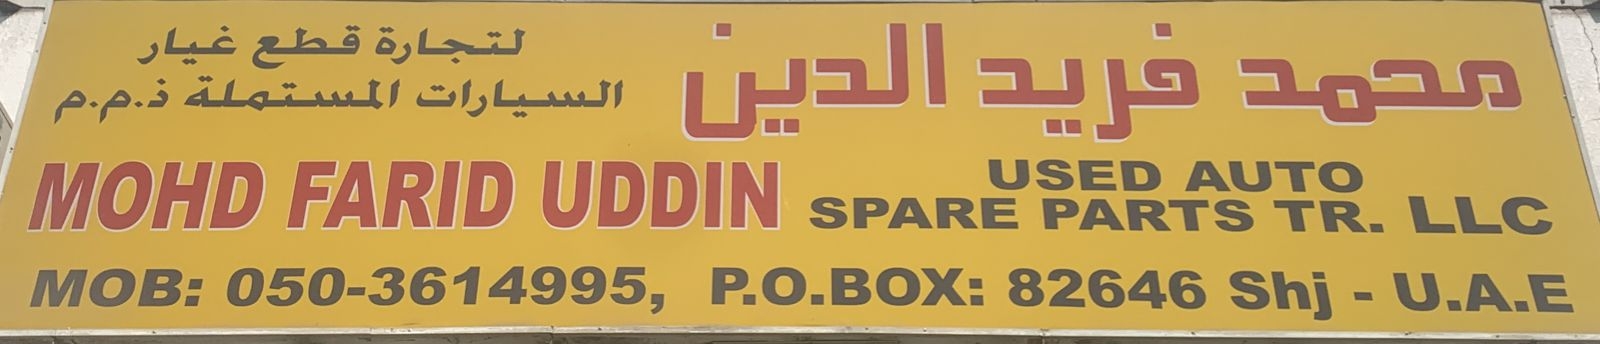 محمد فريد الدين
لتجارة قطع غيار
السيارات المستملة ذ.م.م
MOHD FARID UDDIN
USED AUTO
SPARE PARTS TR. LLC
MOB: 050-3614995, P.O.BOX: 82646 Shj - U.A.E